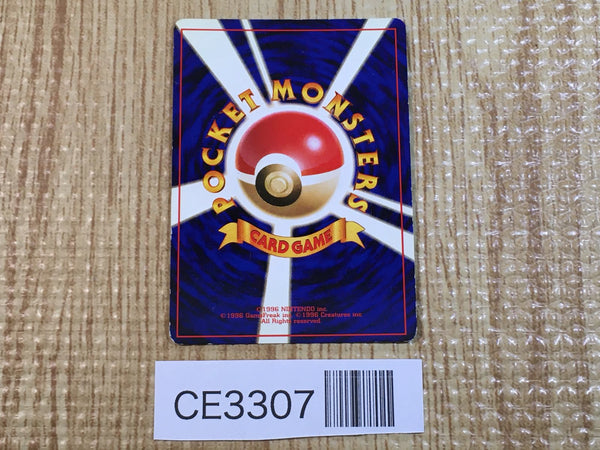 POCKET MONSTERS
CARD GAME
©1996 NINTENDO inc.
©1996 GameFreak inc. ©1996 Creatures inc.
All Rights reserved.
CE3307